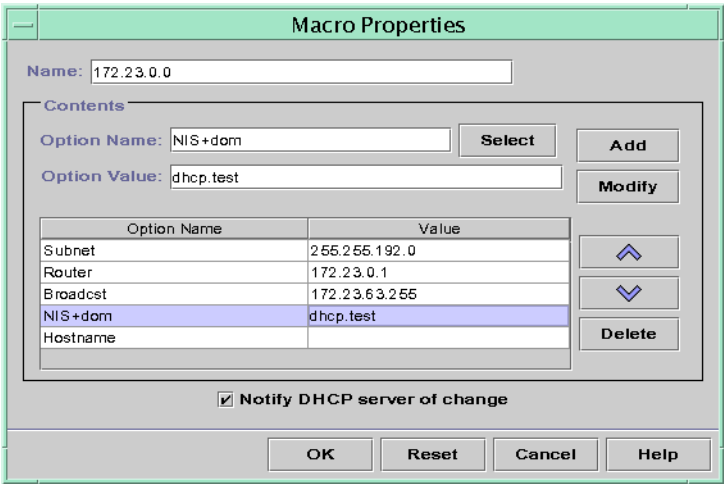 Macro Properties
Name: 172.23.0.0
Contents
Option Name: NIS+dom Select Add
Option Value: dhcp.test Modify
Option Name Value
Subnet 255.255.192.0
Router 172.23.0.1
Broadcst 172.23.63.255
NIS+dom dhcp.test
Hostname Delete
Notify DHCP server of change
OK Reset Cancel Help